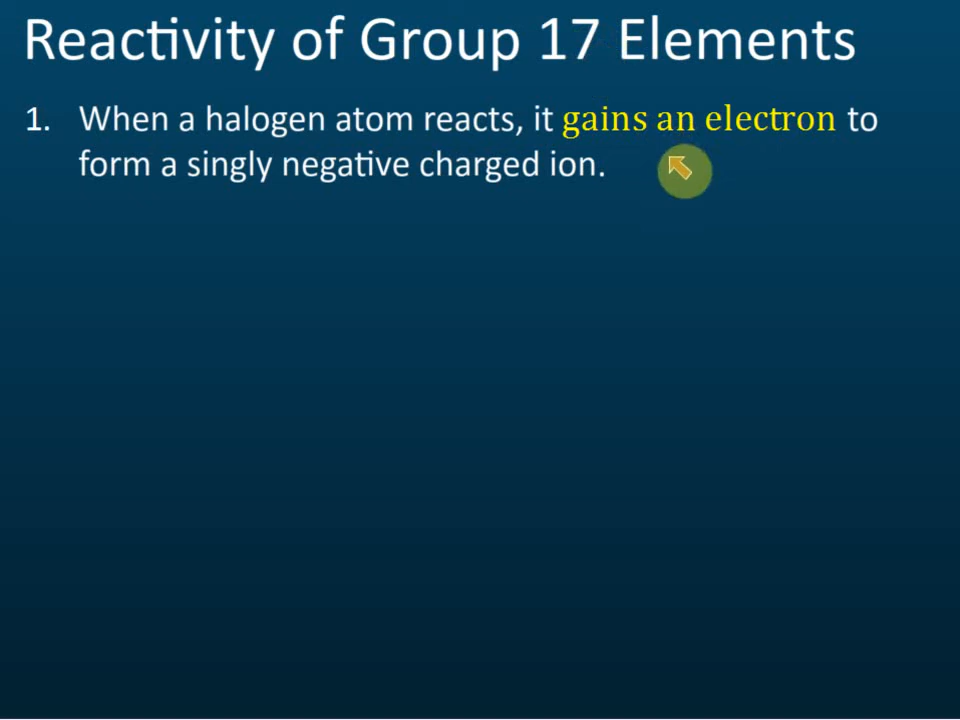 Reactivity of Group 17 Elements
1. When a halogen atom reacts, it gains an electron to
form a singly negative charged ion.